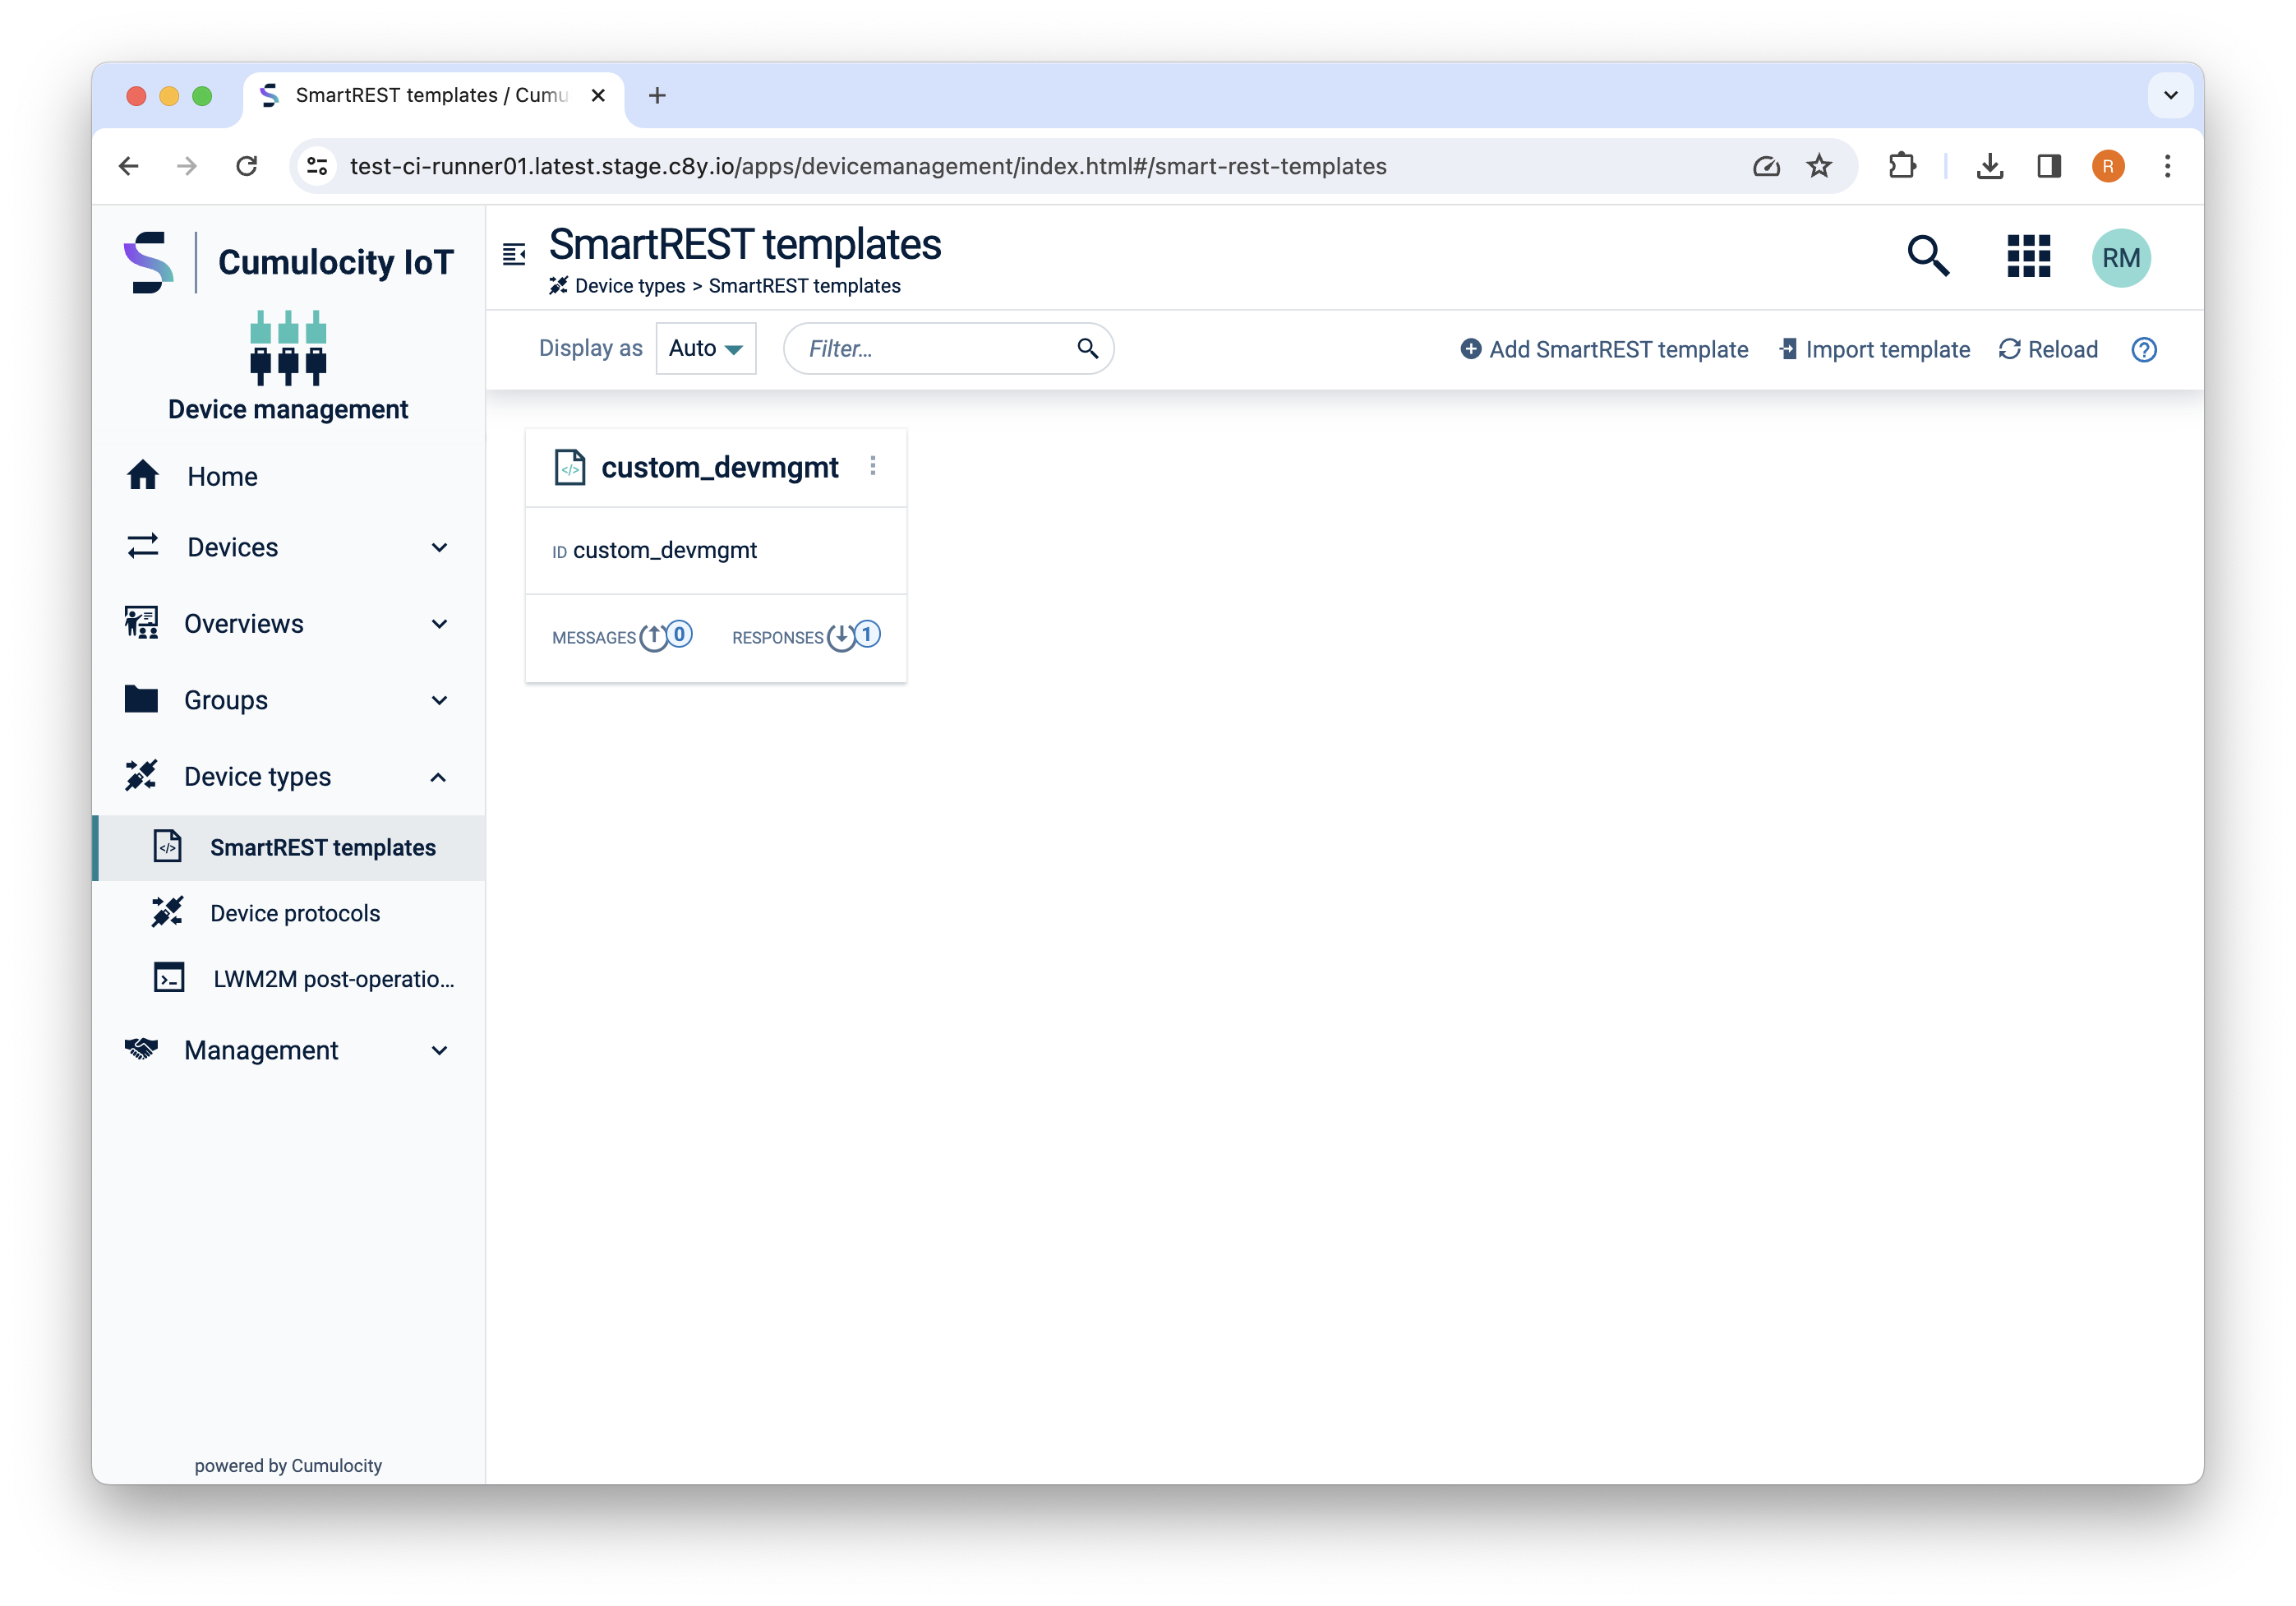 SmartREST templates / Cumu
test-ci-runner01.latest.stage.c8y.io/apps/devicemanagement/index.html#/smart-rest-templates
R
Cumulocity IoT
Device management
Home
Devices
Overviews
Groups
Device types
SmartREST templates
Device protocols
LWM2M post-operatio...
Management
powered by Cumulocity
SmartREST templates
Device types > SmartREST templates
RM
Display as Auto Filter... Add SmartREST template Import template Reload ?
custom_devmgmt
ID custom_devmgmt
MESSAGES 0 RESPONSES 1